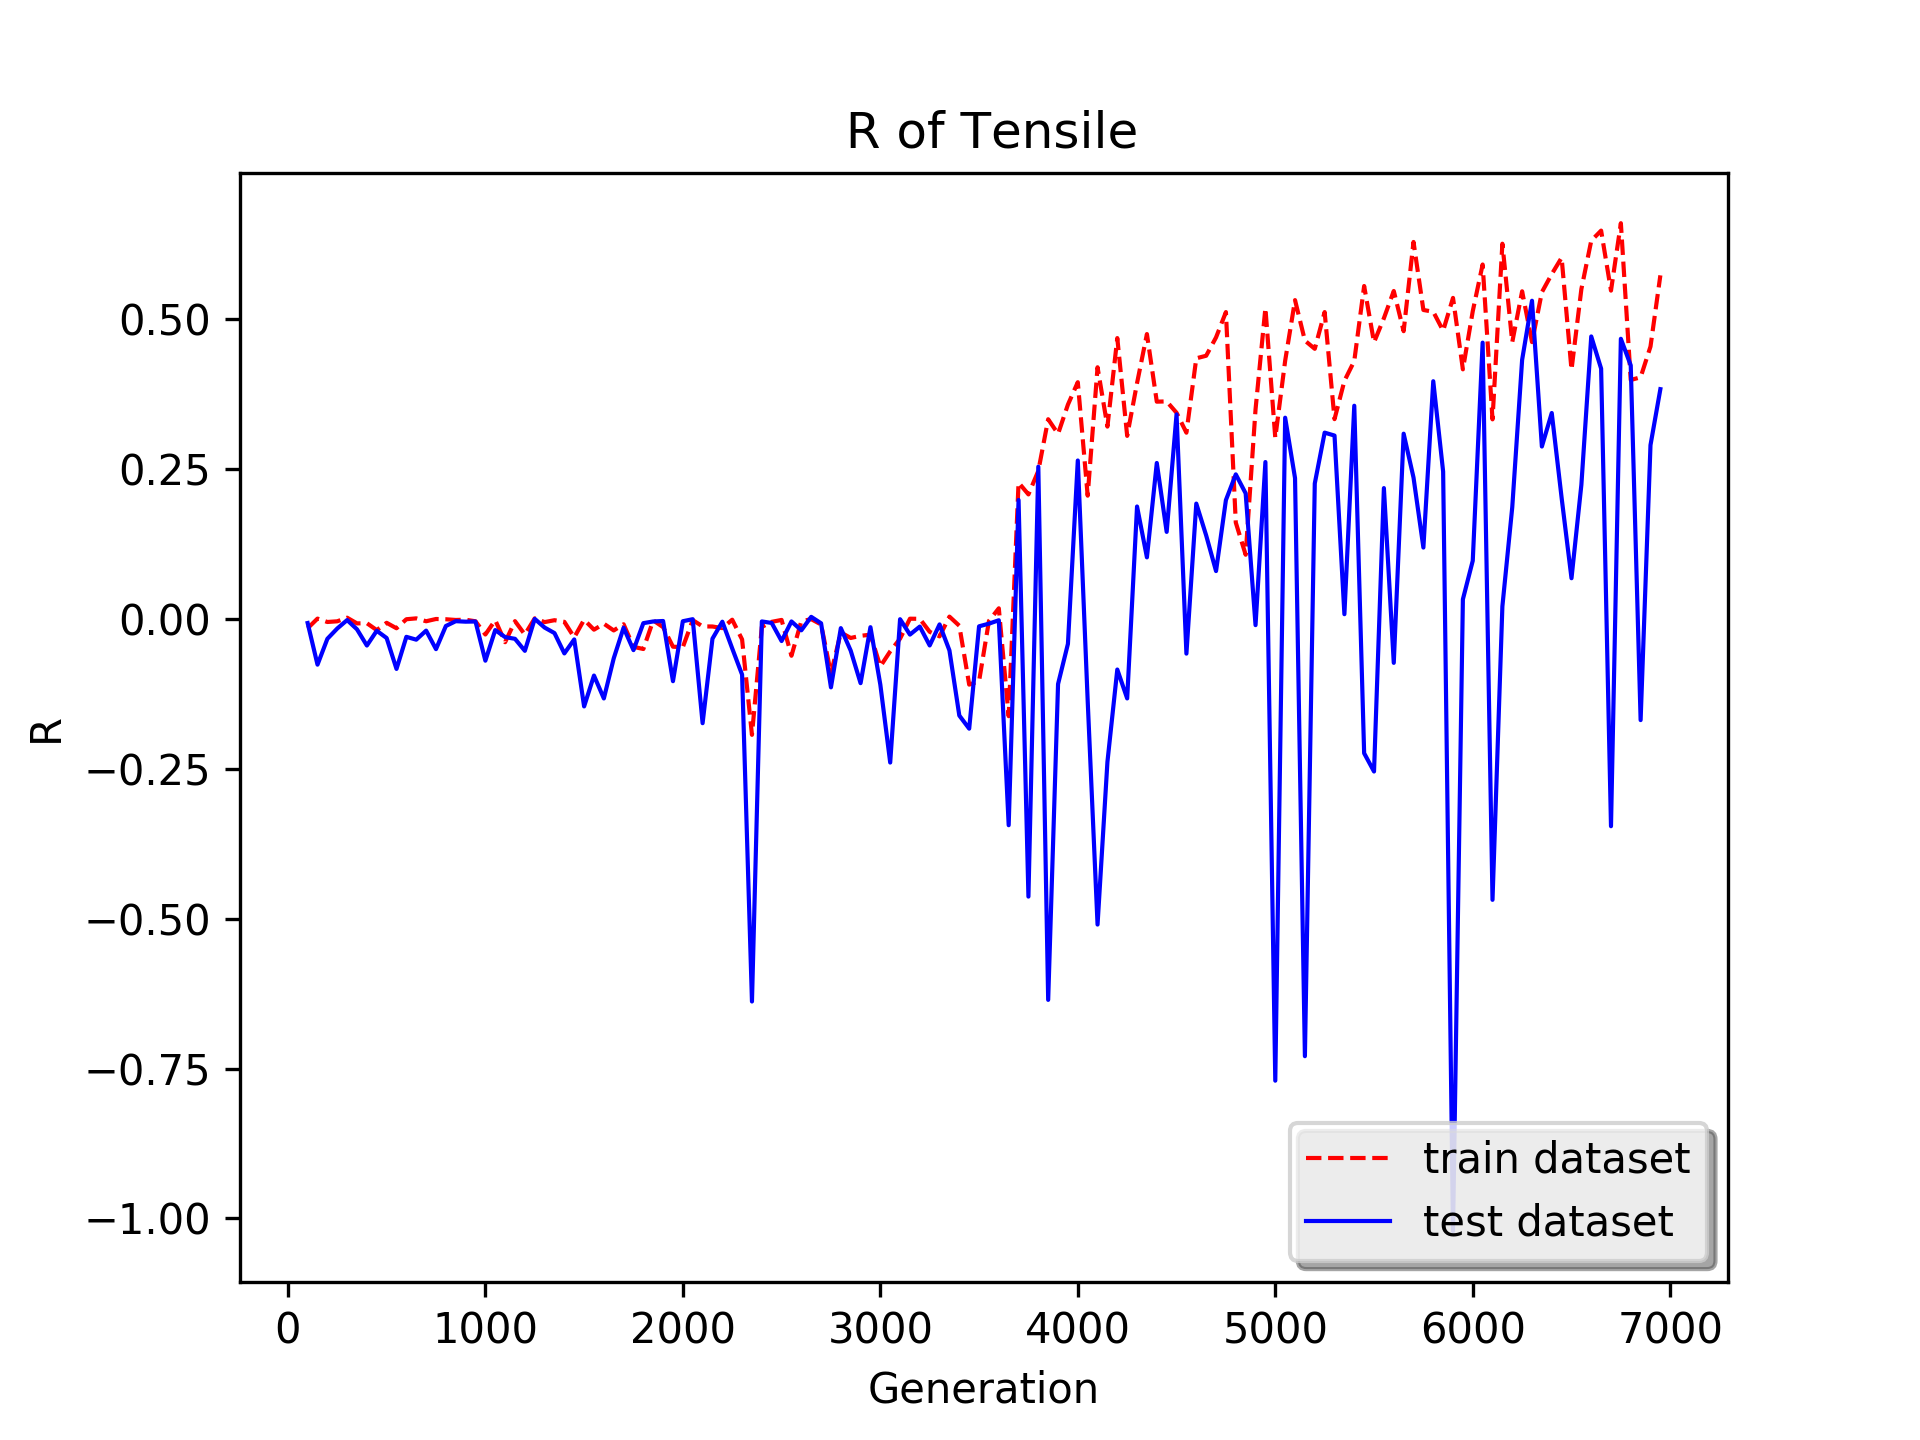 R of Tensile
R
0.50
0.25
0.00
−0.25
−0.50
−0.75
−1.00
train dataset
test dataset
0 1000 2000 3000 4000 5000 6000 7000
Generation